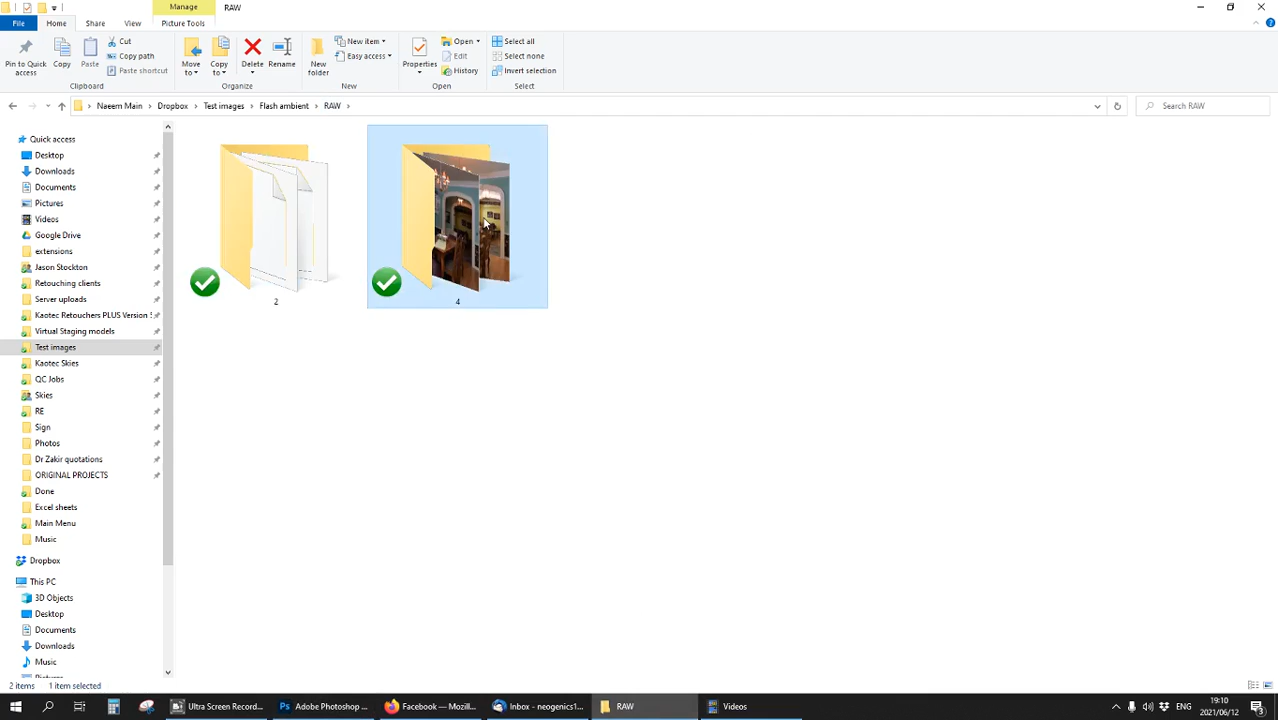 Manage
RAW
File
Home
Share
View
Picture Tools
Pin to Quick access
Copy
Paste
Cut
Copy path
Paste shortcut
Clipboard
Move to
Copy to
Delete
Rename
Organize
New folder
New item
Easy access
New
Properties
Open
Edit
History
Open
Select all
Select none
Invert selection
Select
Naeem Main > Dropbox > Test images > Flash ambient > RAW >
Search RAW
Quick access
Desktop
Downloads
Documents
Pictures
Videos
Google Drive
extensions
Jason Stockton
Retouching clients
Server uploads
Kaotec Retouchers PLUS Version
Virtual Staging models
Test images
Kaotec Skies
QC Jobs
Skies
RE
Sign
Photos
Dr Zakir quotations
ORIGINAL PROJECTS
Done
Excel sheets
Main Menu
Music
Dropbox
This PC
3D Objects
Desktop
Documents
Downloads
Music
2
4
2 items
1 item selected
Ultra Screen Record...
Adobe Photoshop ...
Facebook — Mozill...
Inbox - neogenics1...
RAW
Videos
19:10
2021/06/12
3